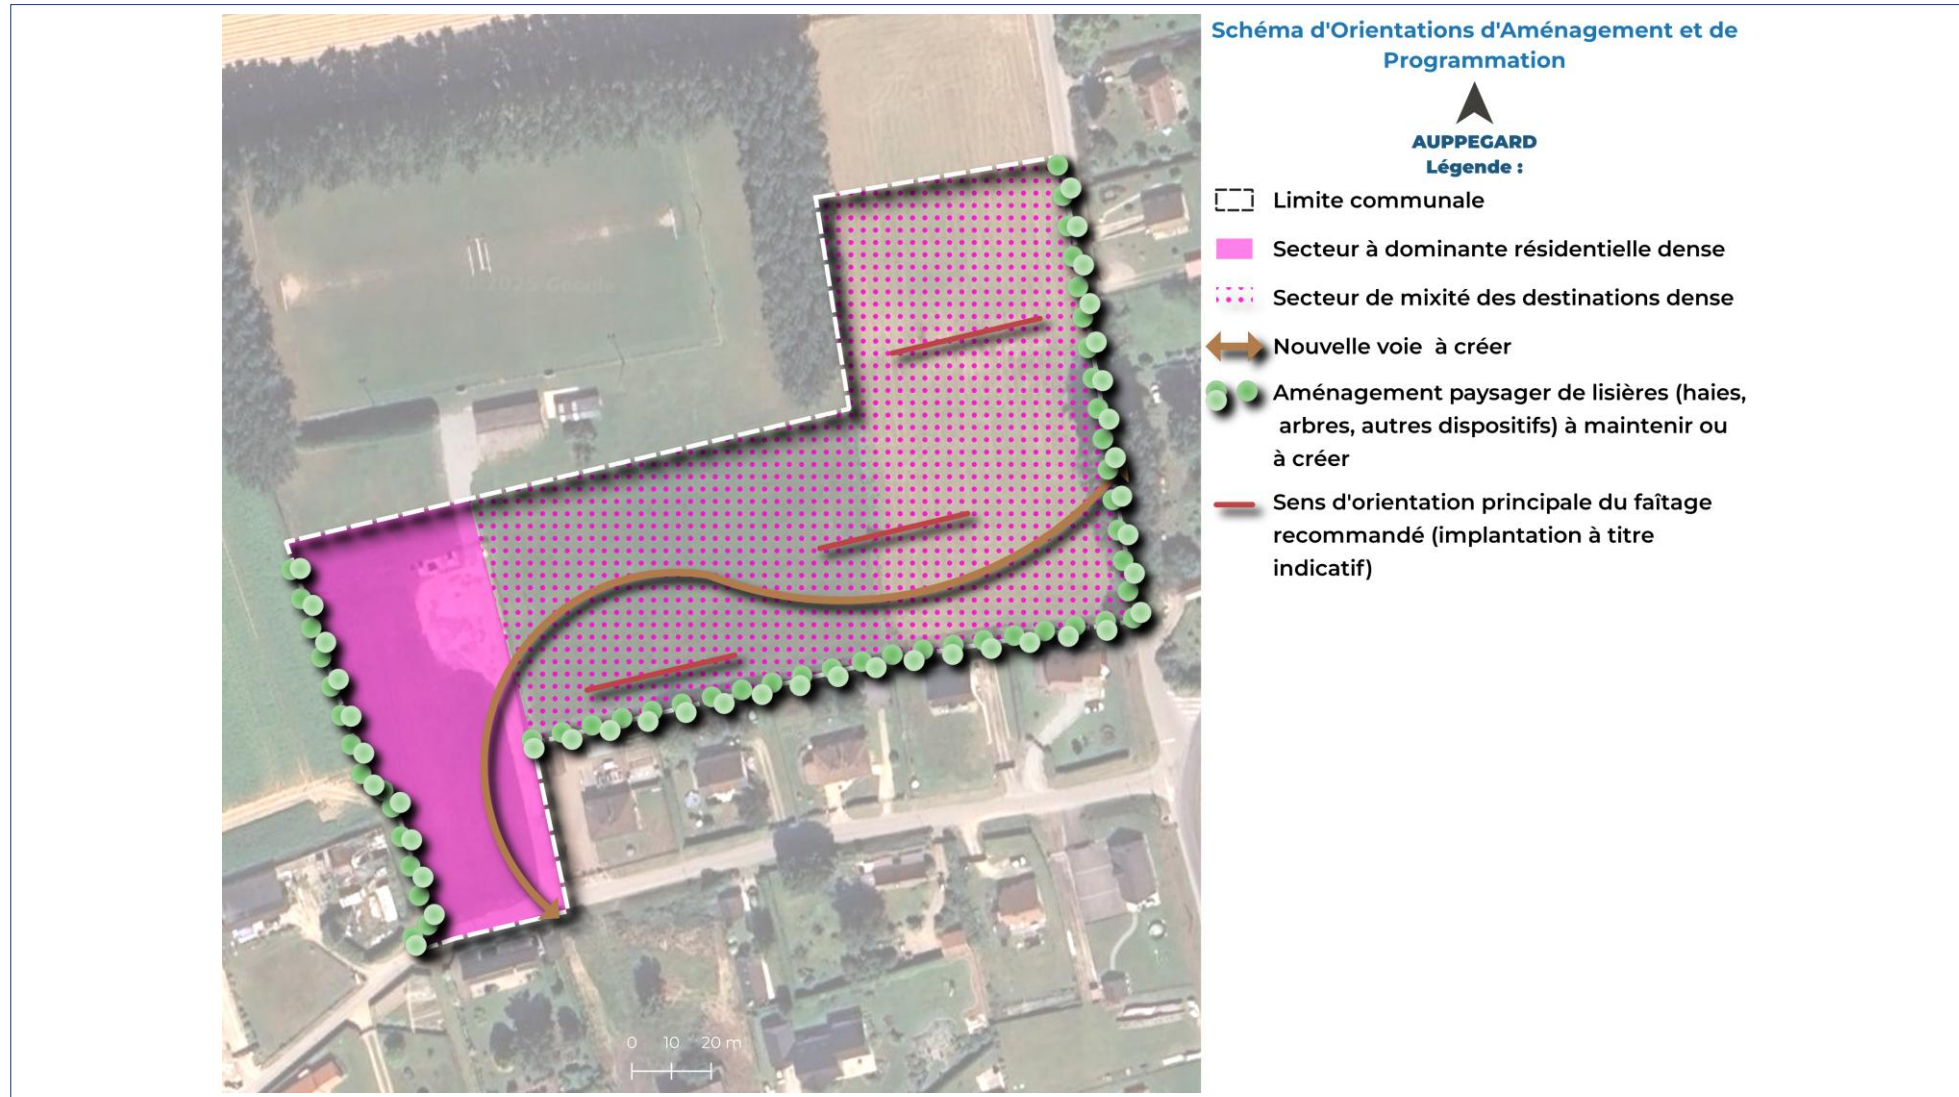 Schéma d'Orientations d'Aménagement et de
Programmation
AUPPEGARD
Légende :
Limite communale
Secteur à dominante résidentielle dense
Secteur de mixité des destinations dense
Nouvelle voie à créer
Aménagement paysager de lisières (haies,
arbres, autres dispositifs) à maintenir ou
à créer
Sens d'orientation principale du faîtage
recommandé (implantation à titre
indicatif)
© 2025 Google
0 10 20 m